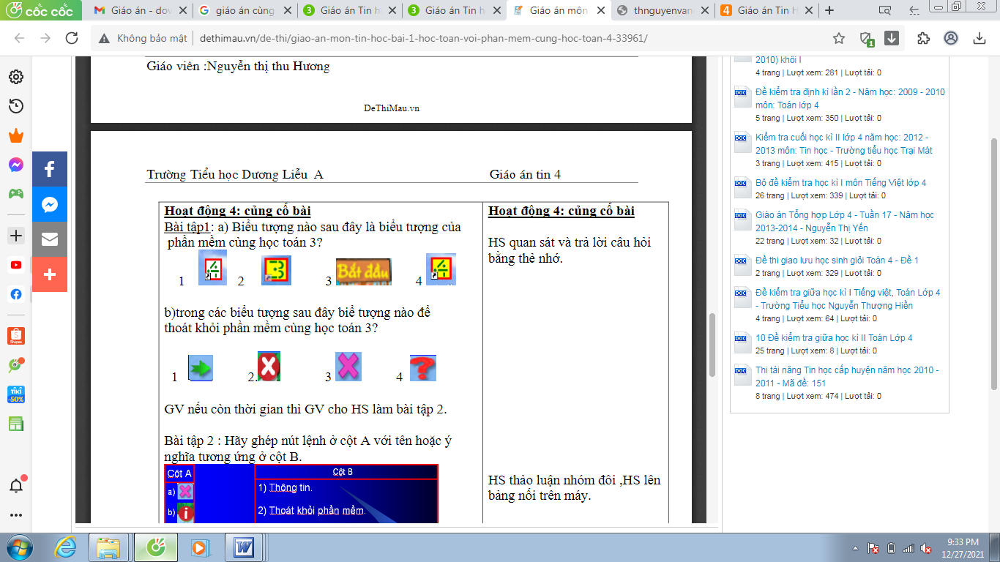 cốc cốc
Giáo án - dov
giáo án cùng
Giáo án Tin h
Giáo án Tin h
Giáo án môn
thnguyenvan
Giáo án Tin H
Không bảo mật
dethimau.vn/de-thi/giao-an-mon-tin-hoc-bai-1-hoc-toan-voi-phan-mem-cung-hoc-toan-4-33961/
Giáo viên :Nguyễn thị thu Hương
DeThiMau.vn
Trường Tiểu học Dương Liễu A
Giáo án tin 4
Hoạt động 4: củng cố bài
Bài tập1: a) Biểu tượng nào sau đây là biểu tượng của
phần mềm cùng học toán 3?
1 2 3 Bắt đầu 4
b)trong các biểu tượng sau đây biể tượng nào để
thoát khỏi phần mềm cùng học toán 3?
1 2. 3 4
GV nếu còn thời gian thì GV cho HS làm bài tập 2.
Bài tập 2 : Hãy ghép nút lệnh ở cột A với tên hoặc ý
nghĩa tương ứng ở cột B.
Cột A
Cột B
a)
1) Thông tin.
b)
2) Thoát khỏi phần mềm.
Hoạt động 4: củng cố bài
HS quan sát và trả lời câu hỏi
bằng thẻ nhớ.
HS thảo luận nhóm đôi ,HS lên
bảng nối trên máy.
2010) khối I
4 trang | Lượt xem: 281 | Lượt tải: 0
Đề kiểm tra định kì lần 2 - Năm học: 2009 - 2010
môn: Toán lớp 4
5 trang | Lượt xem: 350 | Lượt tải: 0
Kiểm tra cuối học kì II lớp 4 năm học: 2012 -
2013 môn: Tin học - Trường tiểu học Trại Mát
3 trang | Lượt xem: 415 | Lượt tải: 0
Bộ đề kiểm tra học kì I môn Tiếng Việt lớp 4
26 trang | Lượt xem: 339 | Lượt tải: 0
Giáo án Tổng hợp Lớp 4 - Tuần 17 - Năm học
2013-2014 - Nguyễn Thị Yến
22 trang | Lượt xem: 32 | Lượt tải: 0
Đề thi giao lưu học sinh giỏi Toán 4 - Đề 1
2 trang | Lượt xem: 329 | Lượt tải: 0
Đề kiểm tra giữa học kì I Tiếng việt, Toán Lớp 4
- Trường Tiểu học Nguyễn Thượng Hiền
4 trang | Lượt xem: 64 | Lượt tải: 0
10 Đề kiểm tra giữa học kì II Toán Lớp 4
25 trang | Lượt xem: 8 | Lượt tải: 0
Thi tài năng Tin học cấp huyện năm học 2010 -
2011 - Mã đề: 151
8 trang | Lượt xem: 474 | Lượt tải: 0
9:33 PM
12/27/2021